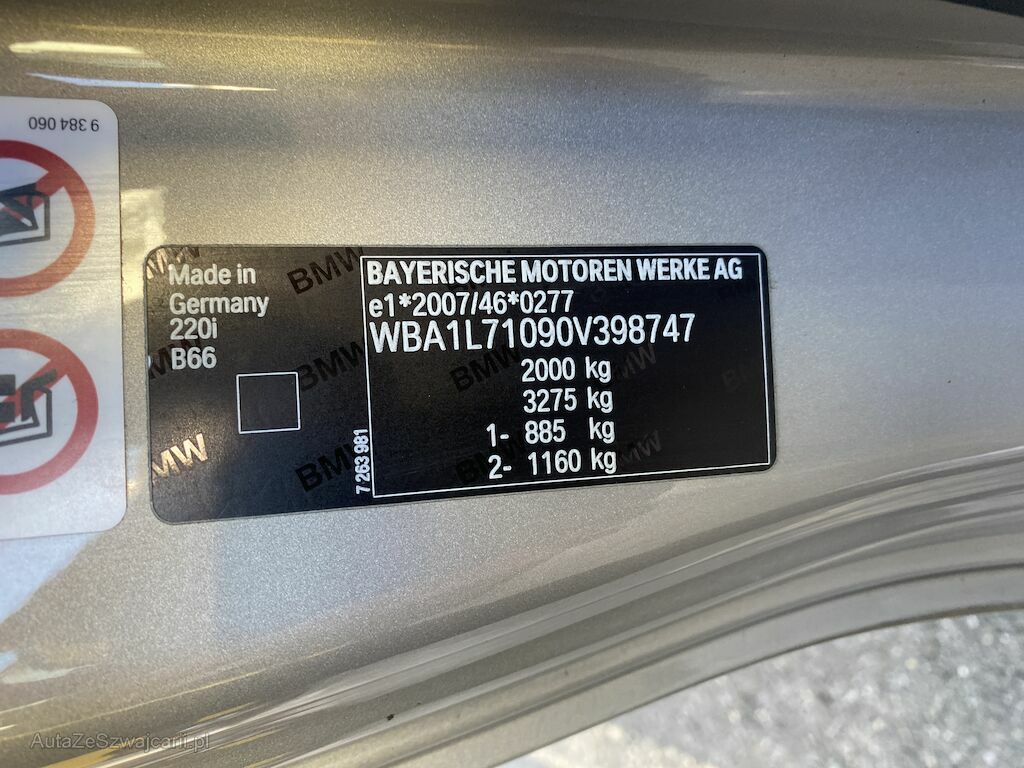 9 384 060
Made in
Germany
220i
B66
BAYERISCHE MOTOREN WERKE AG
e1*2007/46*0277
WBA1L71090V398747
2000 kg
3275 kg
1- 885 kg
2- 1160 kg
7 263 981
BMW
BMW
BMW
BMW
BMW
AutaZeSzwajcarii.pl